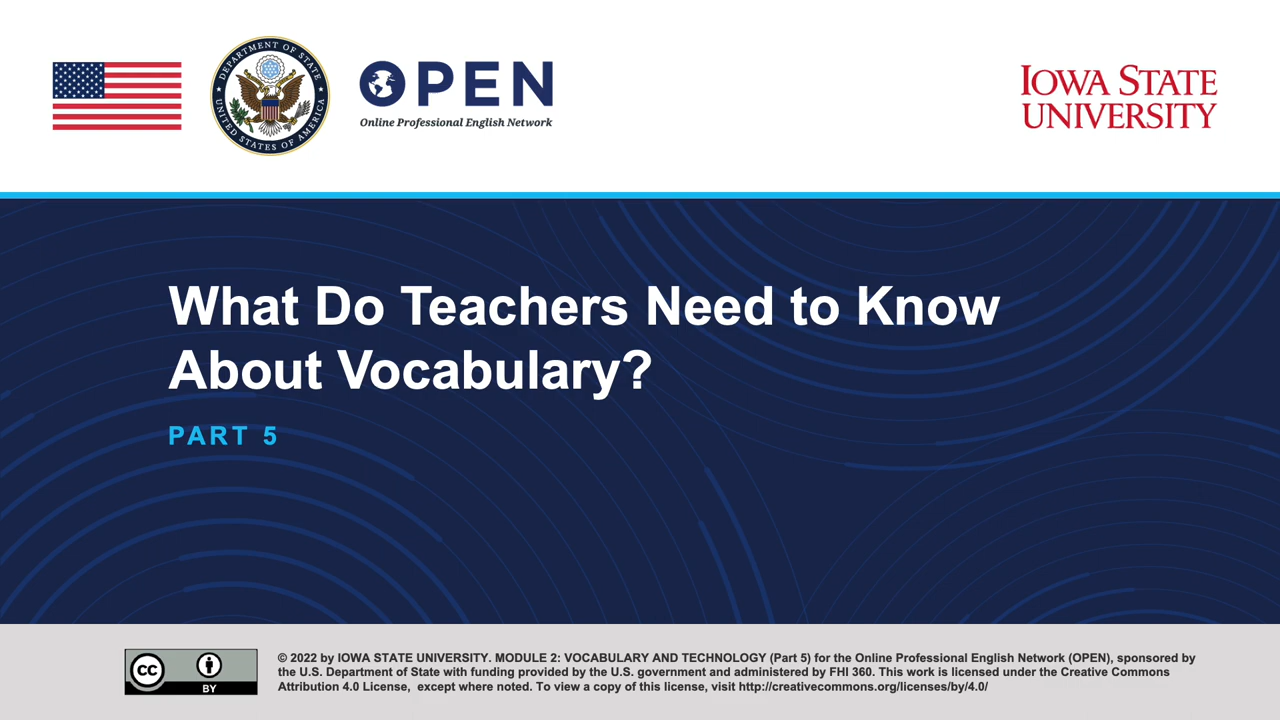 DEPARTMENT OF STATE
UNITED STATES OF AMERICA
OPEN
Online Professional English Network
IOWA STATE
UNIVERSITY
What Do Teachers Need to Know
About Vocabulary?
PART 5
CC
BY
© 2022 by IOWA STATE UNIVERSITY. MODULE 2: VOCABULARY AND TECHNOLOGY (Part 5) for the Online Professional English Network (OPEN), sponsored by
the U.S. Department of State with funding provided by the U.S. government and administered by FHI 360. This work is licensed under the Creative Commons
Attribution 4.0 License, except where noted. To view a copy of this license, visit http://creativecommons.org/licenses/by/4.0/